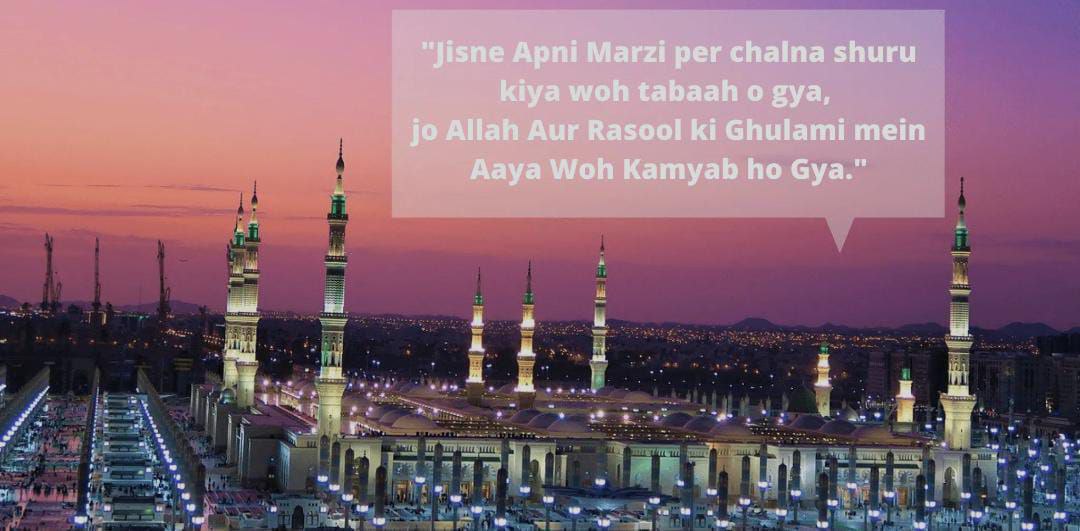 "Jisne Apni Marzi per chalna shuru
kiya woh tabaah o gya,
jo Allah Aur Rasool ki Ghulami mein
Aaya Woh Kamyab ho Gya."